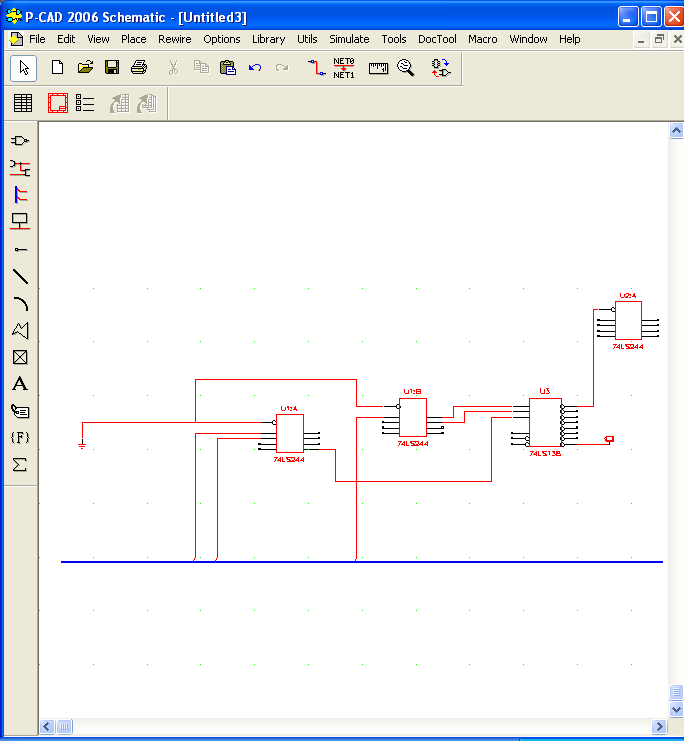 P-CAD 2006 Schematic - [Untitled3]
File Edit View Place Rewire Options Library Utils Simulate Tools DocTool Macro Window Help
NET0
NET1
A
{F}
Σ
U2:A
74LS244
U1:A
74LS244
U1:B
74LS244
U3
74LS138